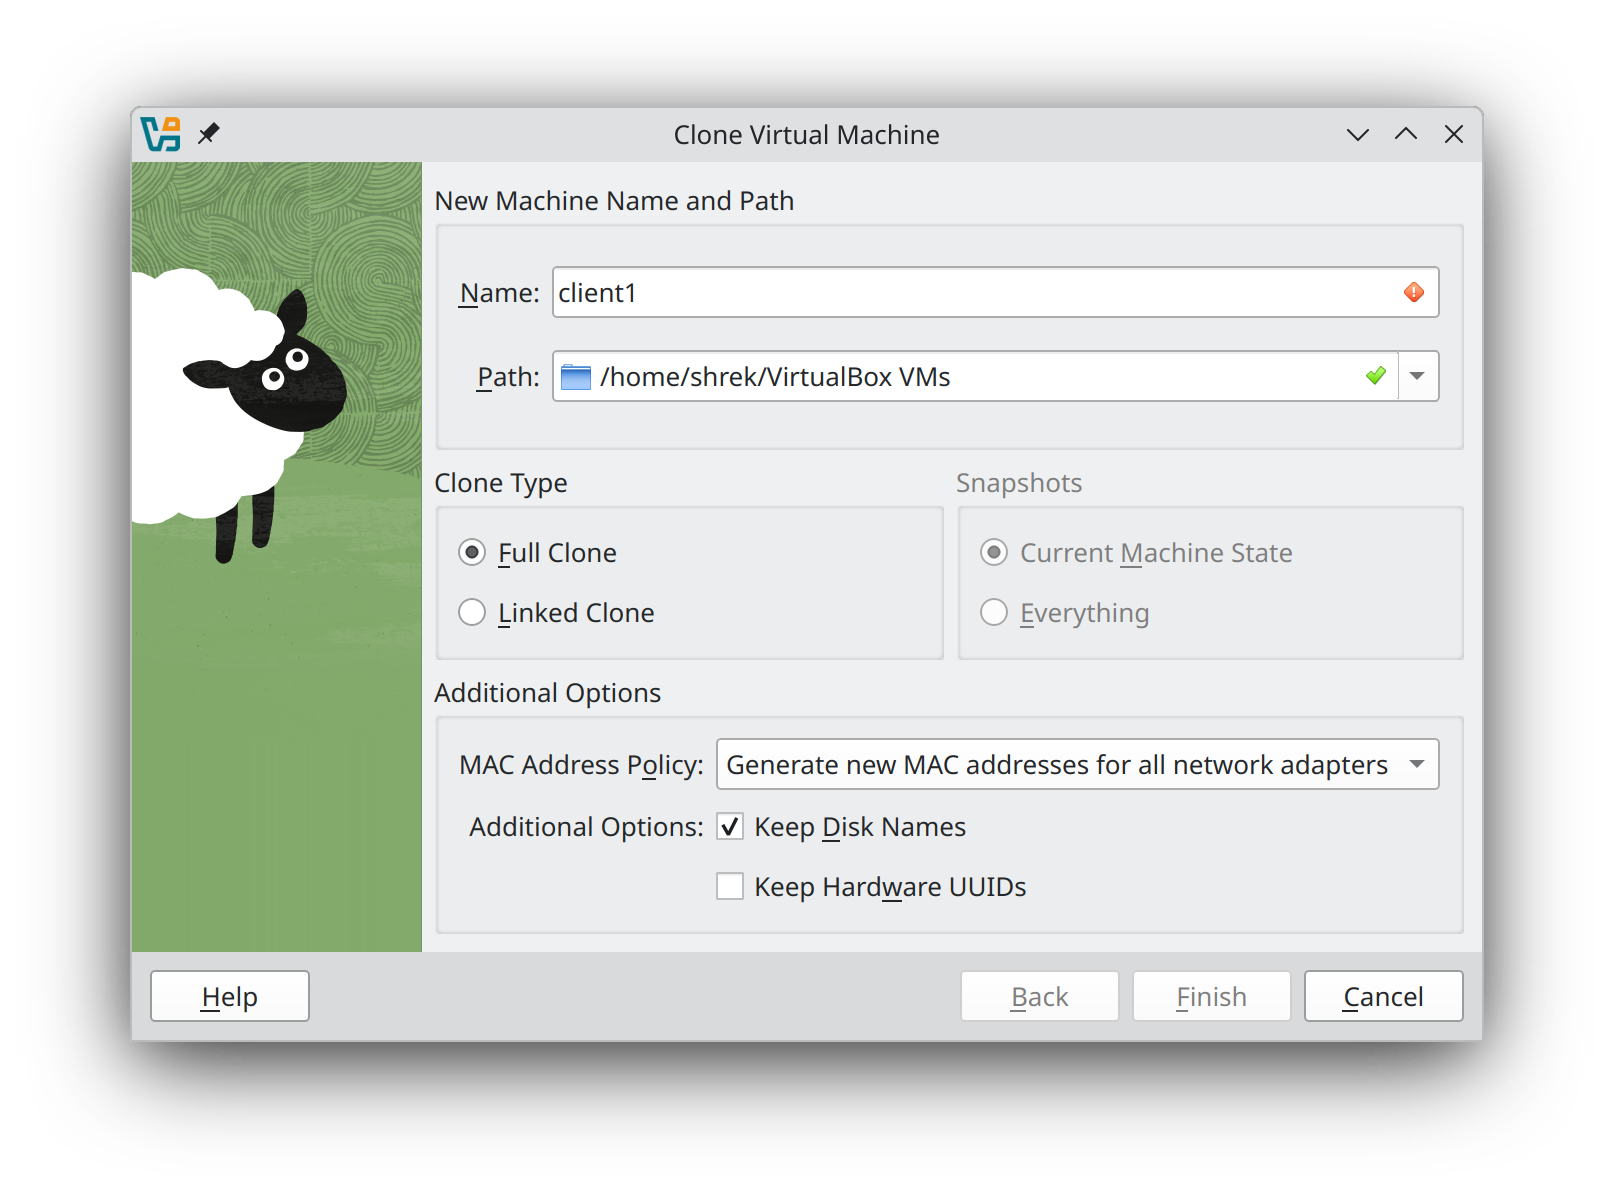 Clone Virtual Machine
New Machine Name and Path
Name: client1
Path: /home/shrek/VirtualBox VMs
Clone Type
Full Clone
Linked Clone
Snapshots
Current Machine State
Everything
Additional Options
MAC Address Policy: Generate new MAC addresses for all network adapters
Additional Options: Keep Disk Names
Keep Hardware UUIDs
Help Back Finish Cancel